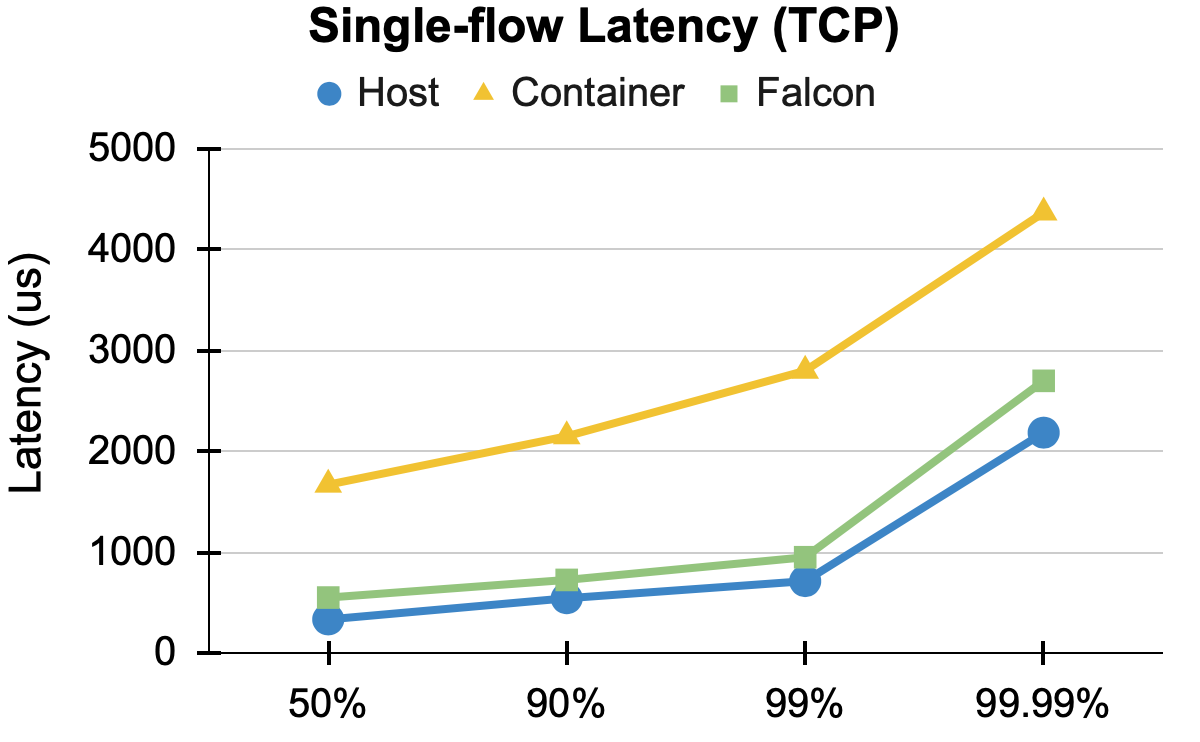 Single-flow Latency (TCP)
Host Container Falcon
Latency (us)
5000
4000
3000
2000
1000
0
50% 90% 99% 99.99%